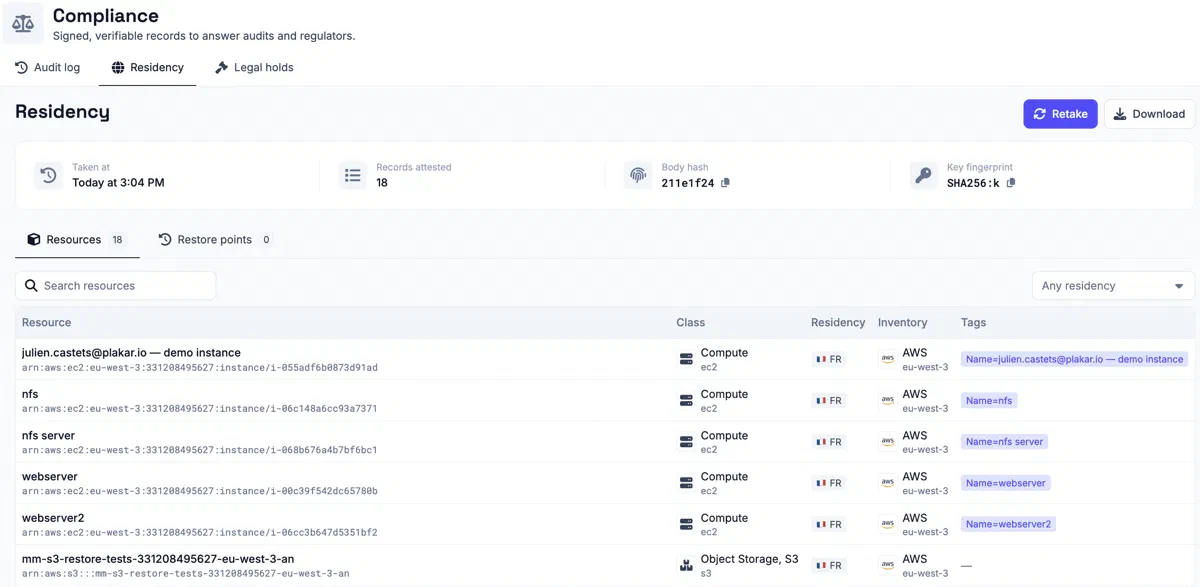 Compliance
Signed, verifiable records to answer audits and regulators.
Audit log Residency Legal holds
Residency
Retake Download
Taken at Records attested Body hash Key fingerprint
Today at 3:04 PM 18 211e1f24 SHA256:k
Resources 18 Restore points 0
Search resources Any residency
Resource Class Residency Inventory Tags
julien.castets@plakar.io — demo instance Compute FR aws AWS Name=julien.castets@plakar.io — demo instance
arn:aws:ec2:eu-west-3:331208495627:instance/i-055adf6b0873d91ad ec2 eu-west-3
nfs Compute FR aws AWS Name=nfs
arn:aws:ec2:eu-west-3:331208495627:instance/i-06c148a6cc93a7371 ec2 eu-west-3
nfs server Compute FR aws AWS Name=nfs server
arn:aws:ec2:eu-west-3:331208495627:instance/i-068b676a4b7bf6bc1 ec2 eu-west-3
webserver Compute FR aws AWS Name=webserver
arn:aws:ec2:eu-west-3:331208495627:instance/i-00c39f542dc65780b ec2 eu-west-3
webserver2 Compute FR aws AWS Name=webserver2
arn:aws:ec2:eu-west-3:331208495627:instance/i-06cc3b647d5351bf2 ec2 eu-west-3
mm-s3-restore-tests-331208495627-eu-west-3-an Object Storage, S3 FR aws AWS —
arn:aws:s3:::mm-s3-restore-tests-331208495627-eu-west-3-an s3 eu-west-3